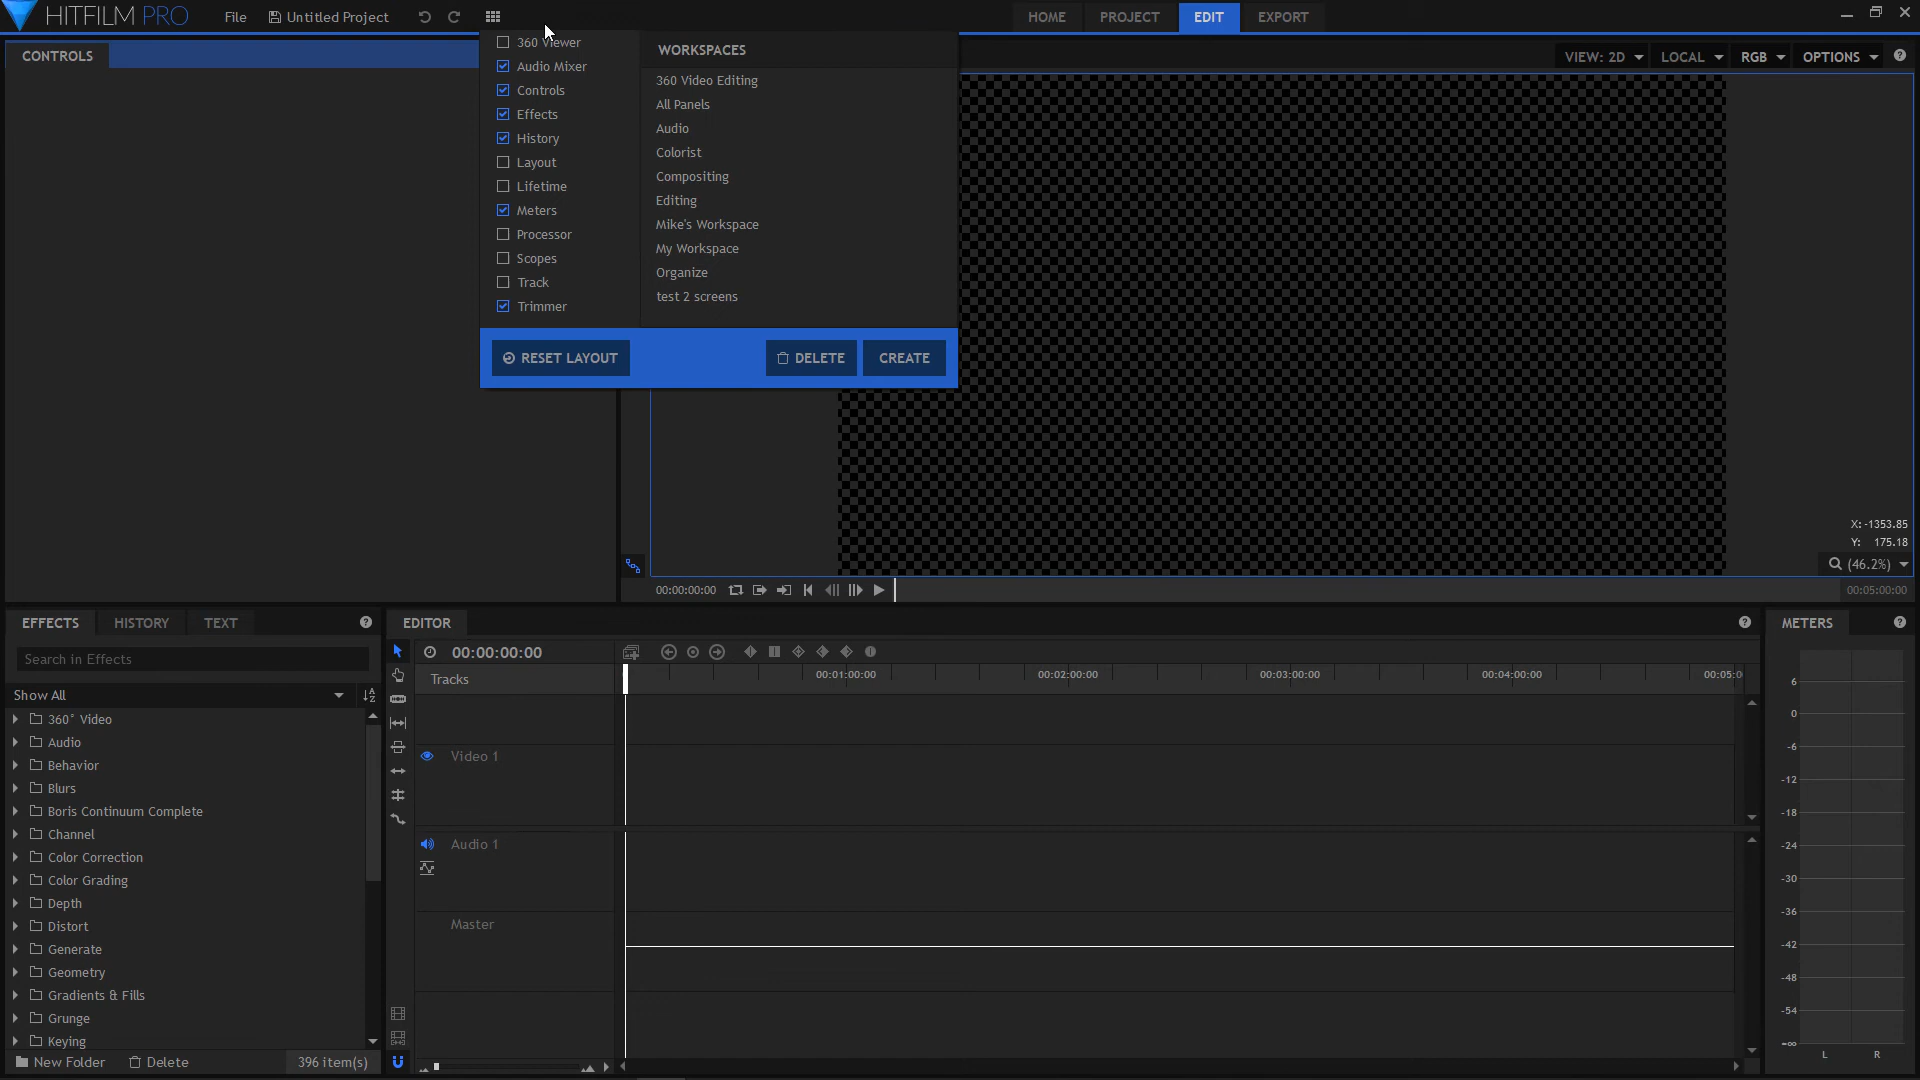 HITFILM PRO
File
Untitled Project
HOME
PROJECT
EDIT
EXPORT
CONTROLS
360 Viewer
Audio Mixer
Controls
Effects
History
Layout
Lifetime
Meters
Processor
Scopes
Track
Trimmer
WORKSPACES
360 Video Editing
All Panels
Audio
Colorist
Compositing
Editing
Mike's Workspace
My Workspace
Organize
test 2 screens
RESET LAYOUT
DELETE
CREATE
VIEW: 2D
LOCAL
RGB
OPTIONS
X: -1353.85
Y: 175.18
(46.2%)
00:00:00:00
00:05:00:00
EFFECTS
HISTORY
TEXT
Search in Effects
Show All
360° Video
Audio
Behavior
Blurs
Boris Continuum Complete
Channel
Color Correction
Color Grading
Depth
Distort
Generate
Geometry
Gradients & Fills
Grunge
Keying
New Folder
Delete
396 item(s)
EDITOR
00:00:00:00
Tracks
00:01:00:00
00:02:00:00
00:03:00:00
00:04:00:00
00:05:0
Video 1
Audio 1
Master
METERS
6
0
-6
-12
-18
-24
-30
-36
-42
-48
-54
-∞
L
R